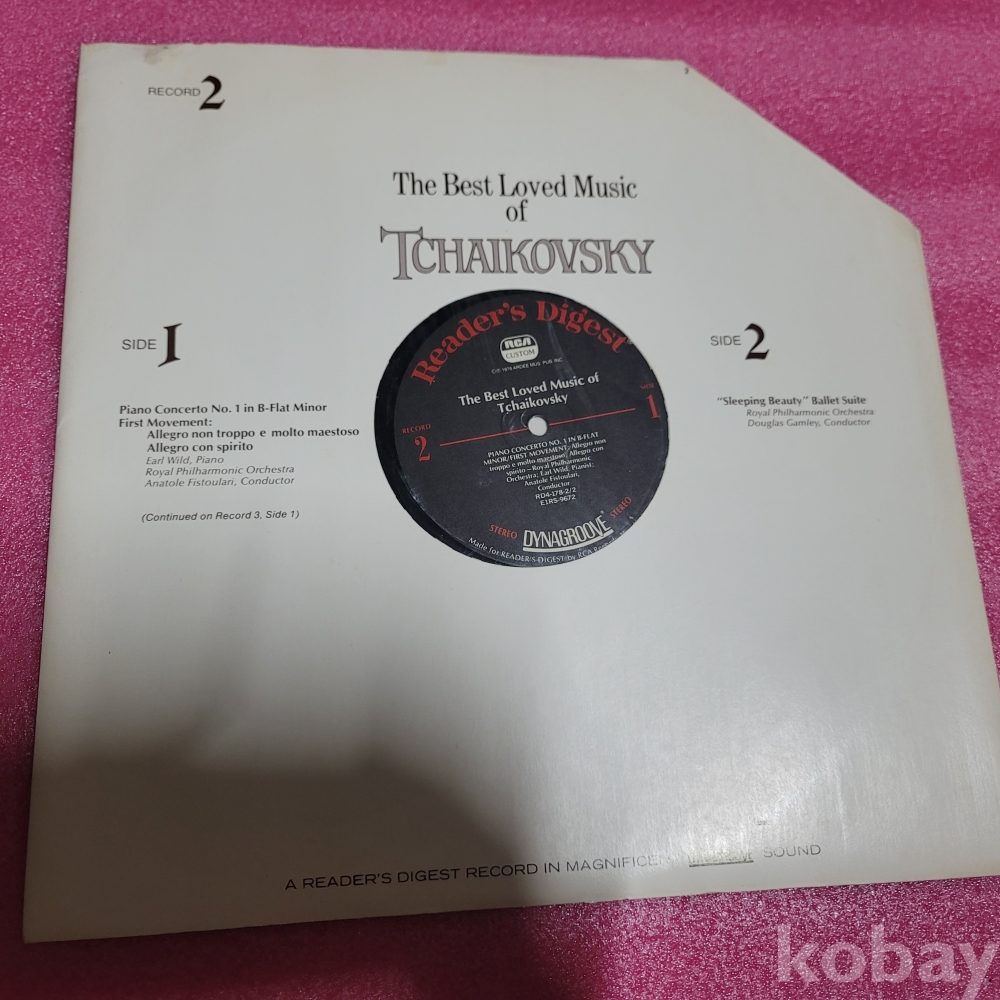 RECORD 2
The Best Loved Music
of
TCHAIKOVSKY
SIDE 1
Piano Concerto No. 1 in B-Flat Minor
First Movement:
Allegro non troppo e molto maestoso
Allegro con spirito
Earl Wild, Piano
Royal Philharmonic Orchestra
Anatole Fistoulari, Conductor
(Continued on Record 3, Side 1)
Reader's Digest
RCA
CUSTOM
The Best Loved Music of
Tchaikovsky
RECORD
2
SIDE
1
PIANO CONCERTO NO. 1 IN B-FLAT
MINOR/FIRST MOVEMENT: Allegro non
troppo e molto maestoso; Allegro con
spirito – Royal Philharmonic
Orchestra; Earl Wild, Pianist;
Anatole Fistoulari,
Conductor
RD4-178-2/2
E1RS-9672
STEREO DYNAGROOVE STEREO
Made for READER'S DIGEST by RCA
SIDE 2
"Sleeping Beauty" Ballet Suite
Royal Philharmonic Orchestra
Douglas Gamley, Conductor
A READER'S DIGEST RECORD IN MAGNIFICENT DYNAGROOVE SOUND
kobay